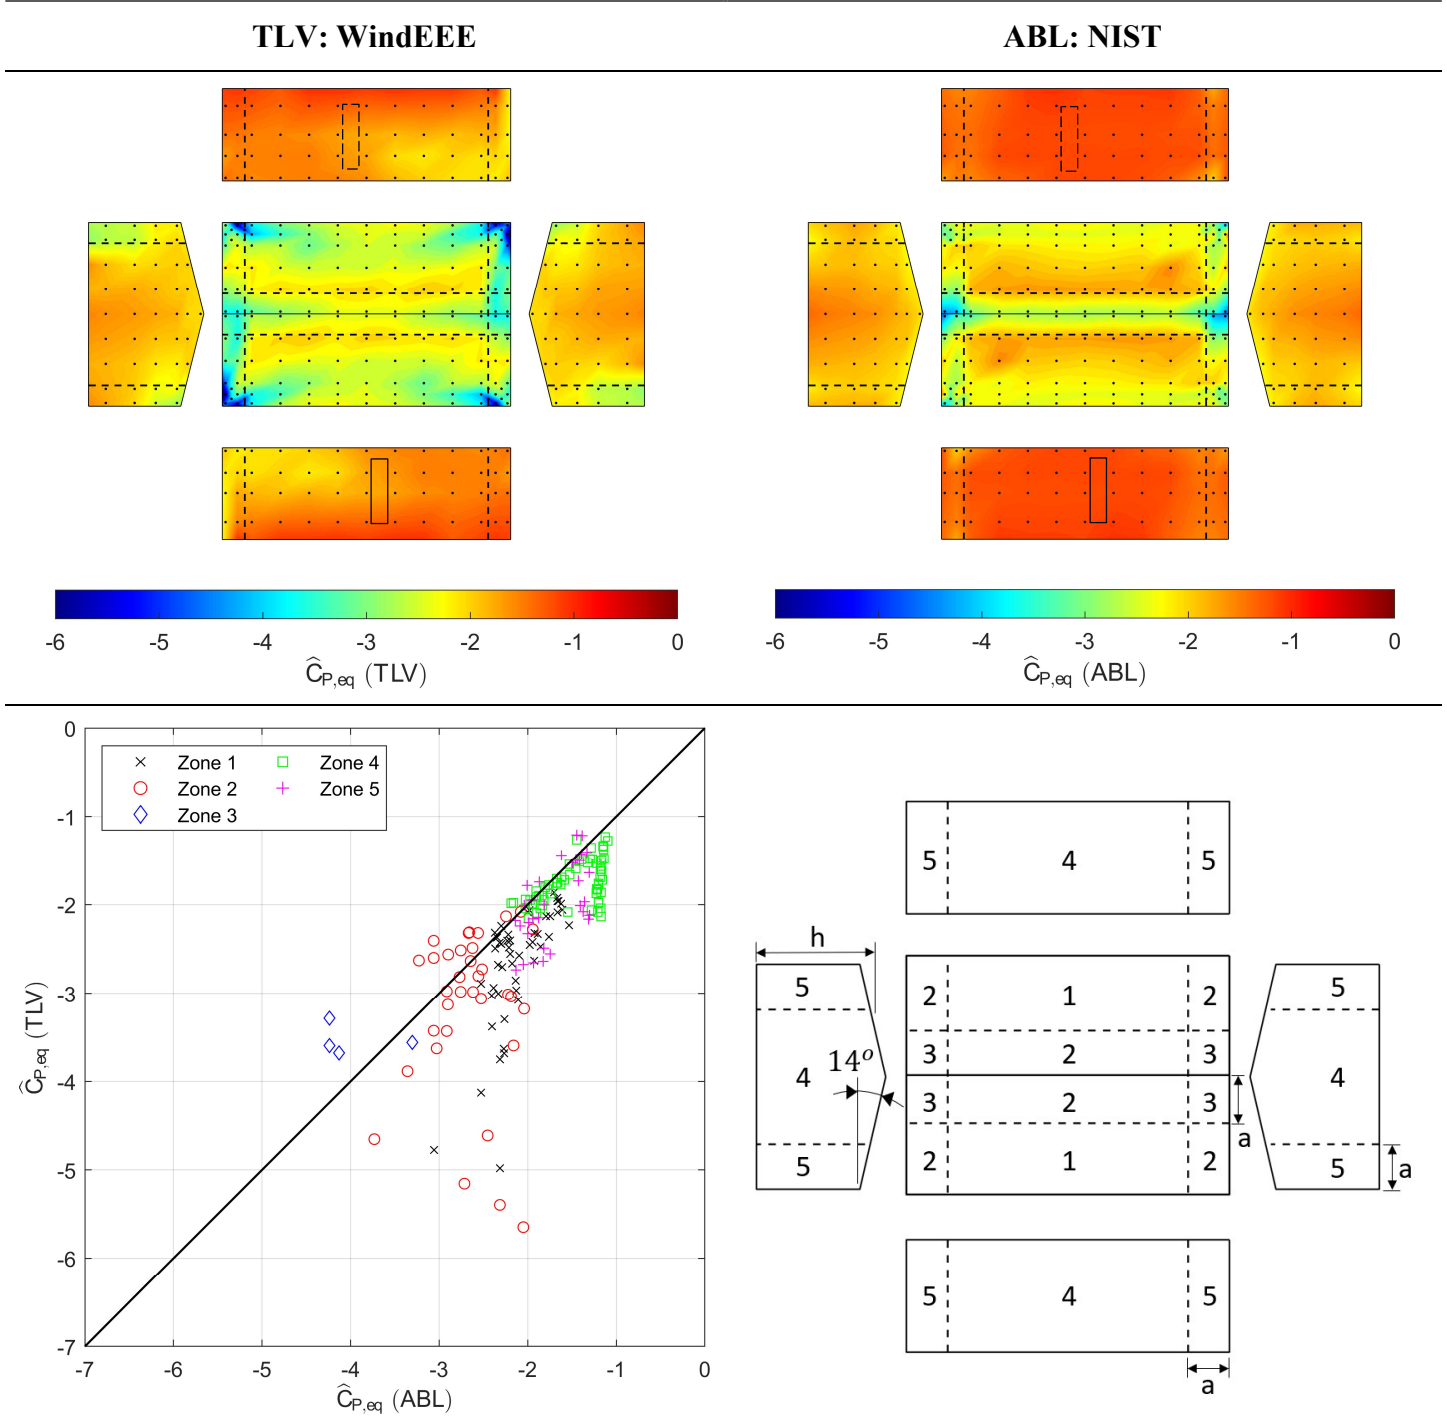 TLV: WindEEE
ABL: NIST
-6 -5 -4 -3 -2 -1 0
ĈP,eq (TLV)
-6 -5 -4 -3 -2 -1 0
ĈP,eq (ABL)
0
-1
-2
-3
-4
-5
-6
-7
ĈP,eq (TLV)
Zone 1
Zone 2
Zone 3
Zone 4
Zone 5
-7 -6 -5 -4 -3 -2 -1 0
ĈP,eq (ABL)
5 4 5
h
5
4
5
14º
2 1 2
3 2 3
3 2 3
2 1 2
a
5
4
5
a
5 4 5
a